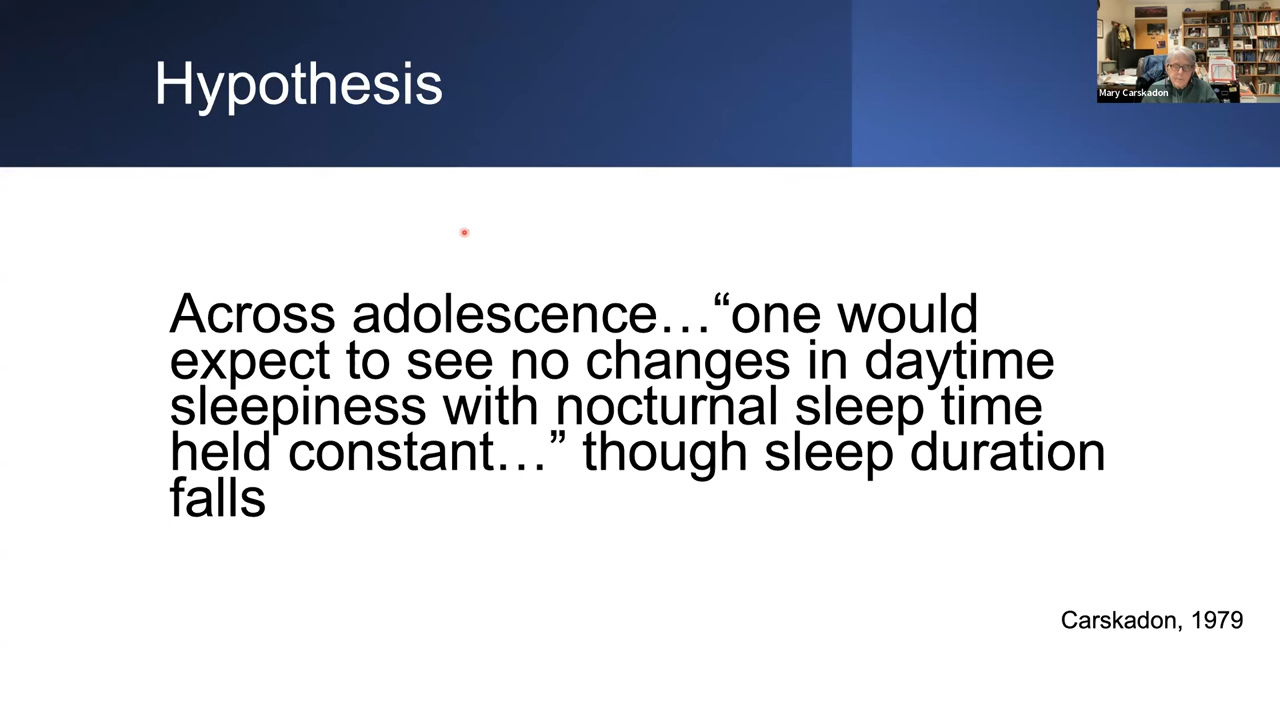 Hypothesis
Mary Carskadon
Across adolescence…“one would
expect to see no changes in daytime
sleepiness with nocturnal sleep time
held constant…” though sleep duration
falls
Carskadon, 1979